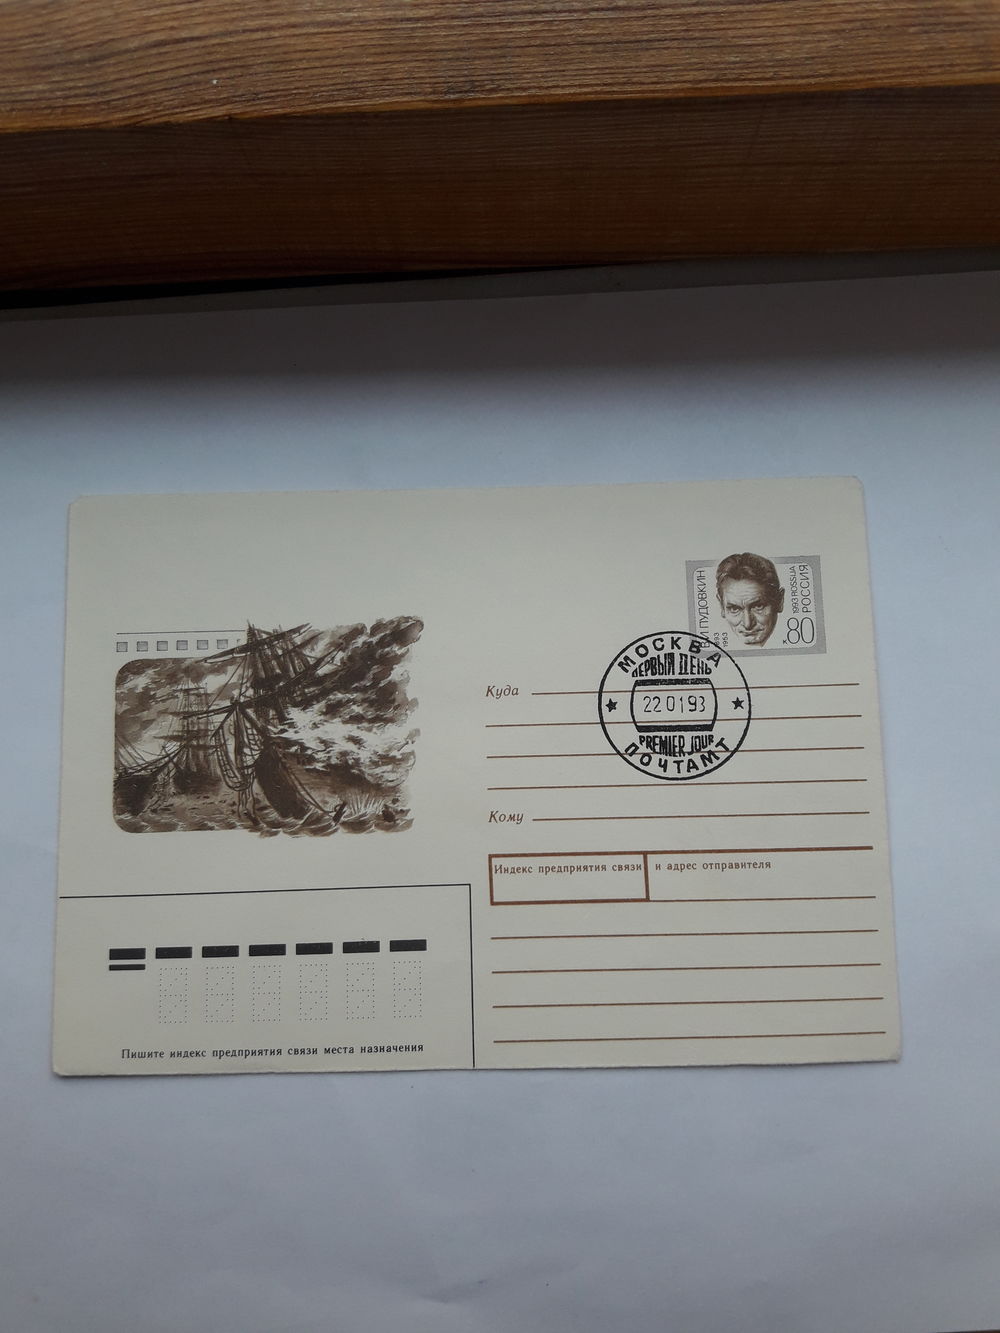 В И ПУДОВКИН
1893
1953
1993 ROSSIJA
РОССИЯ
к 80
МОСКВА
ПЕРВЫЙ ДЕНЬ
22 01 93
PREMIER JOUR
ПОЧТАМТ
Куда
Кому
Индекс предприятия связи и адрес отправителя
Пишите индекс предприятия связи места назначения